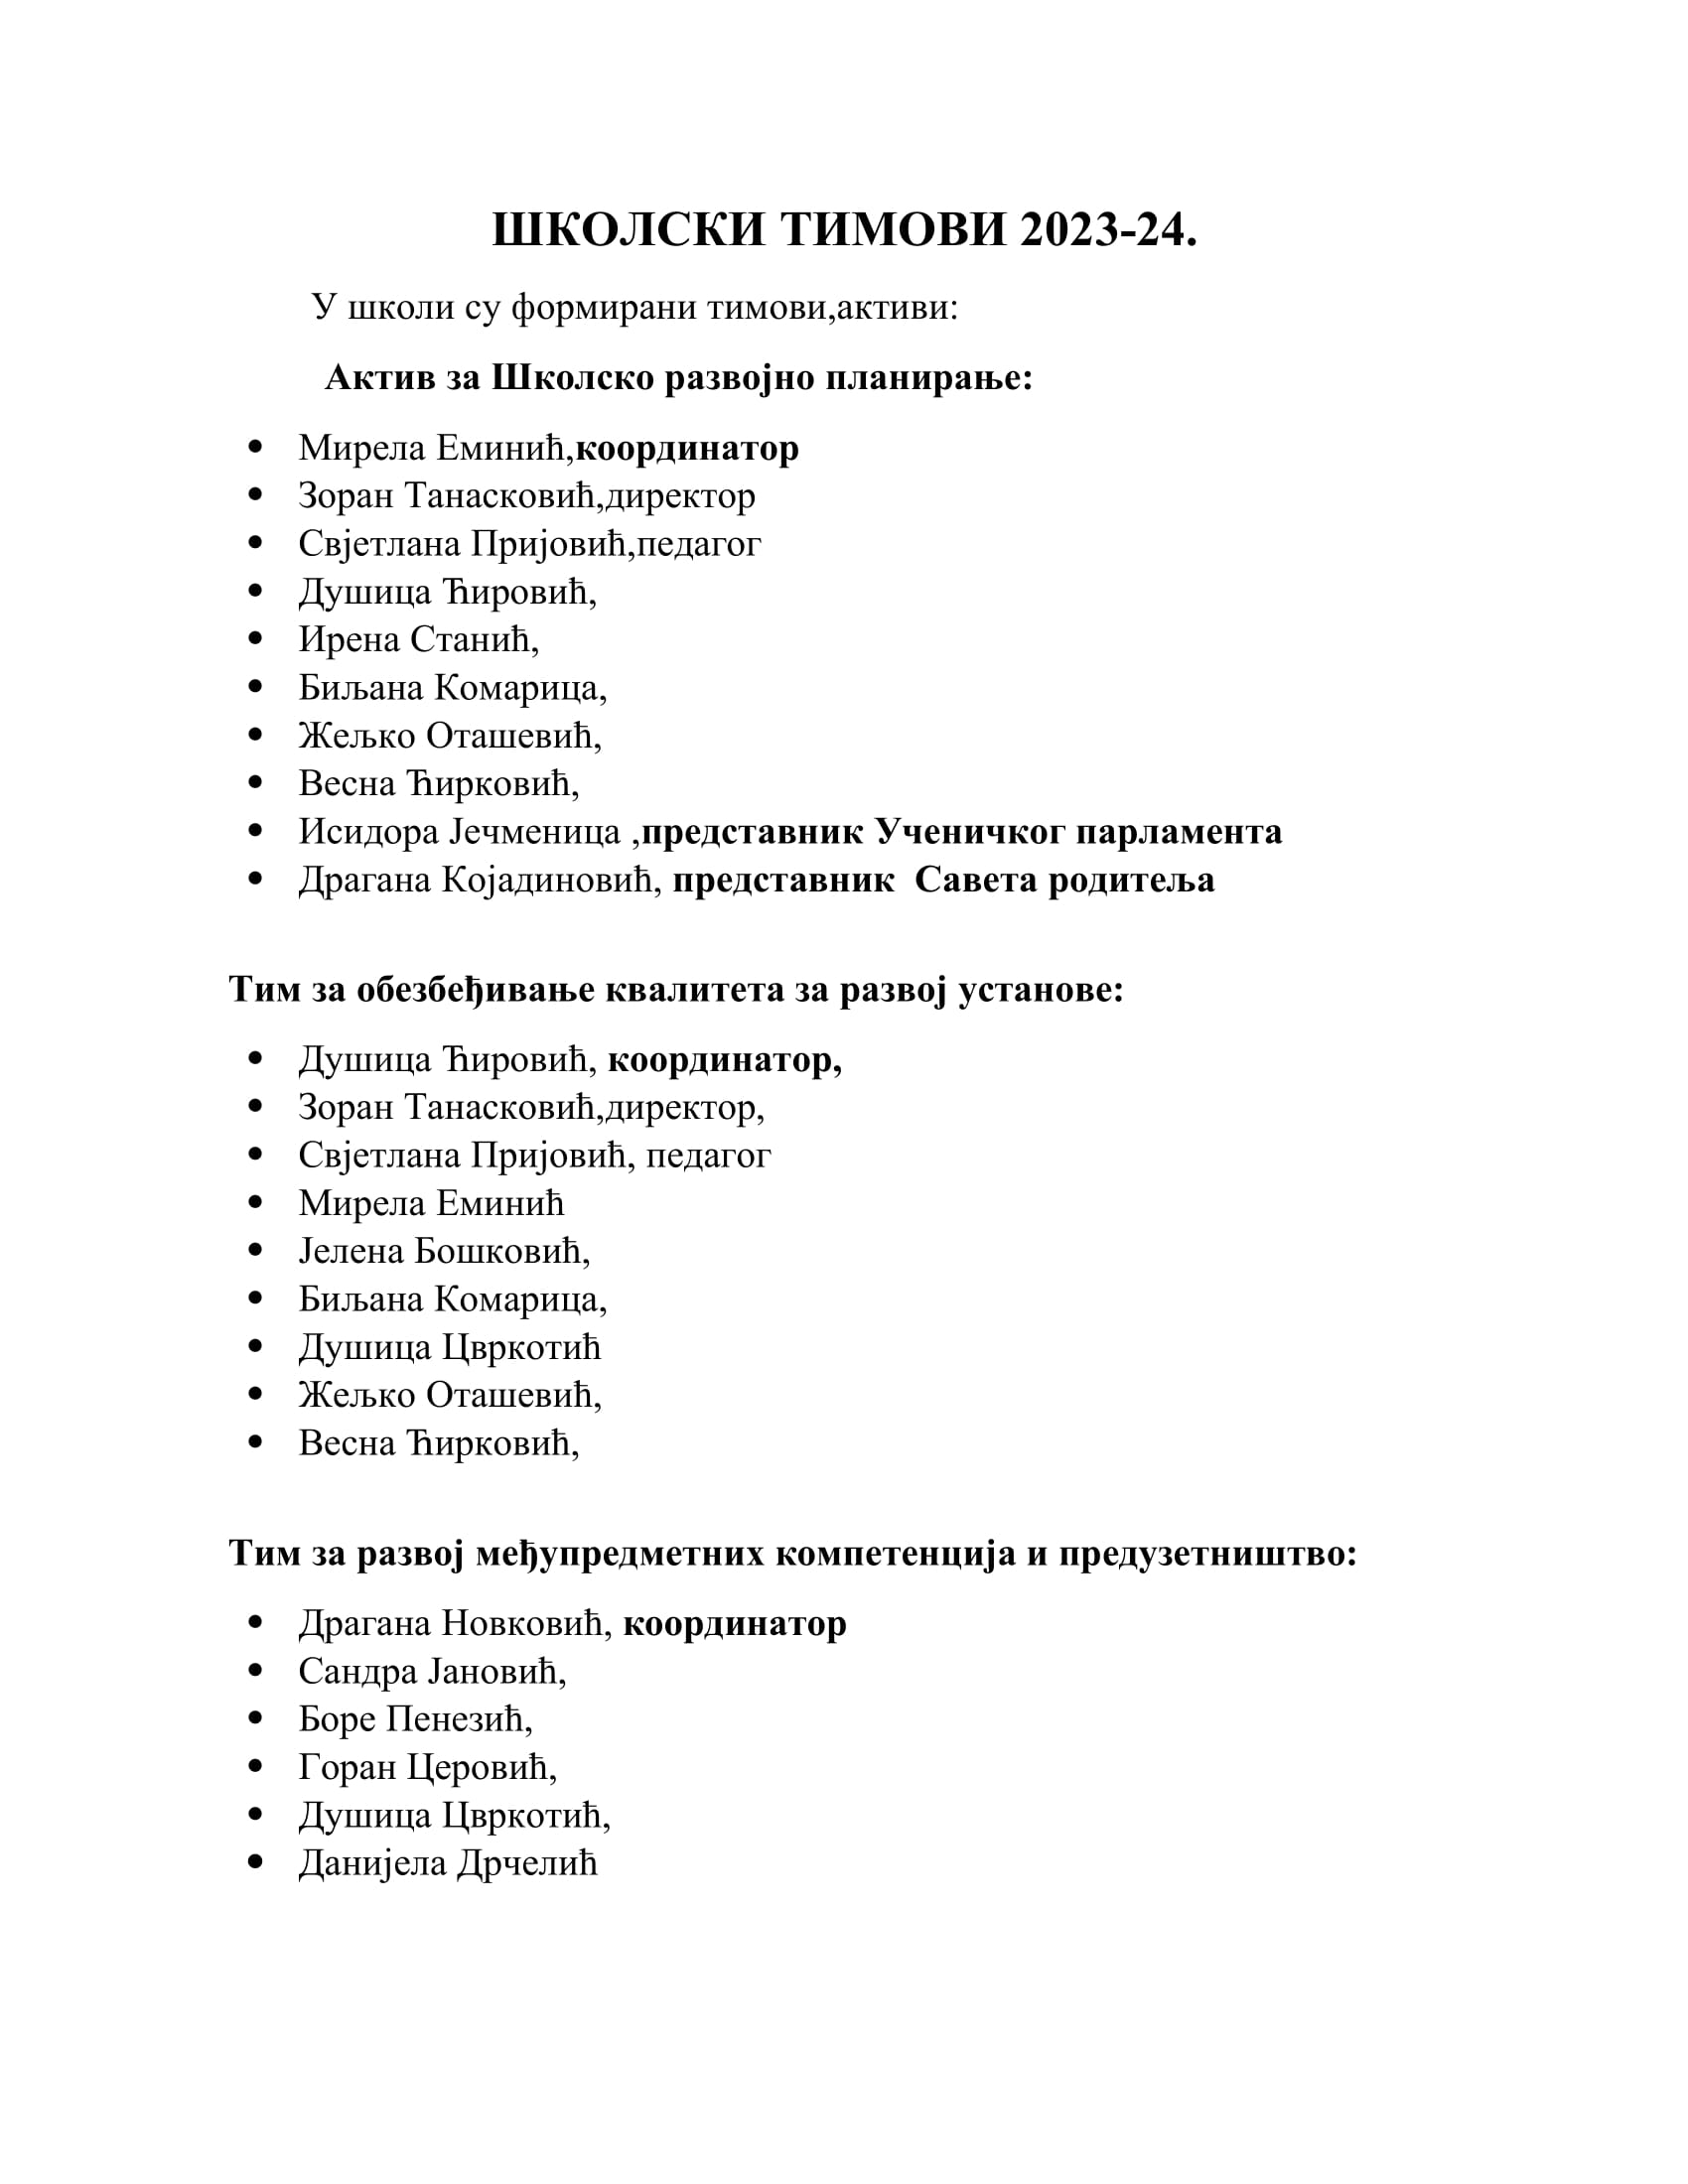 ШКОЛСКИ ТИМОВИ 2023-24.
У школи су формирани тимови,активи:
Актив за Школско развојно планирање:
• Мирела Еминић,координатор
• Зоран Танасковић,директор
• Свјетлана Пријовић,педагог
• Душица Ћировић,
• Ирена Станић,
• Биљана Комарица,
• Жељко Оташевић,
• Весна Ћирковић,
• Исидора Јечменица ,представник Ученичког парламента
• Драгана Којадиновић, представник  Савета родитеља
Тим за обезбеђивање квалитета за развој установе:
• Душица Ћировић, координатор,
• Зоран Танасковић,директор,
• Свјетлана Пријовић, педагог
• Мирела Еминић
• Јелена Бошковић,
• Биљана Комарица,
• Душица Цвркотић
• Жељко Оташевић,
• Весна Ћирковић,
Тим за развој међупредметних компетенција и предузетништво:
• Драгана Новковић, координатор
• Сандра Јановић,
• Боре Пенезић,
• Горан Церовић,
• Душица Цвркотић,
• Данијела Дрчелић